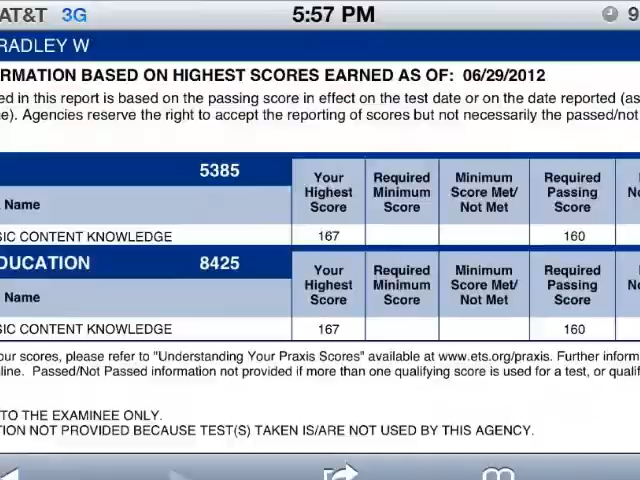 AT&T 3G 5:57 PM 9
RADLEY W
RMATION BASED ON HIGHEST SCORES EARNED AS OF: 06/29/2012
ed in this report is based on the passing score in effect on the test date or on the date reported (as
e). Agencies reserve the right to accept the reporting of scores but not necessarily the passed/not
5385
Name
Your Highest Score
Required Minimum Score
Minimum Score Met/ Not Met
Required Passing Score
No
SIC CONTENT KNOWLEDGE 167 160
DUCATION 8425
Name
Your Highest Score
Required Minimum Score
Minimum Score Met/ Not Met
Required Passing Score
No
SIC CONTENT KNOWLEDGE 167 160
our scores, please refer to "Understanding Your Praxis Scores" available at www.ets.org/praxis. Further inform
line. Passed/Not Passed information not provided if more than one qualifying score is used for a test, or qualif
TO THE EXAMINEE ONLY.
TION NOT PROVIDED BECAUSE TEST(S) TAKEN IS/ARE NOT USED BY THIS AGENCY.